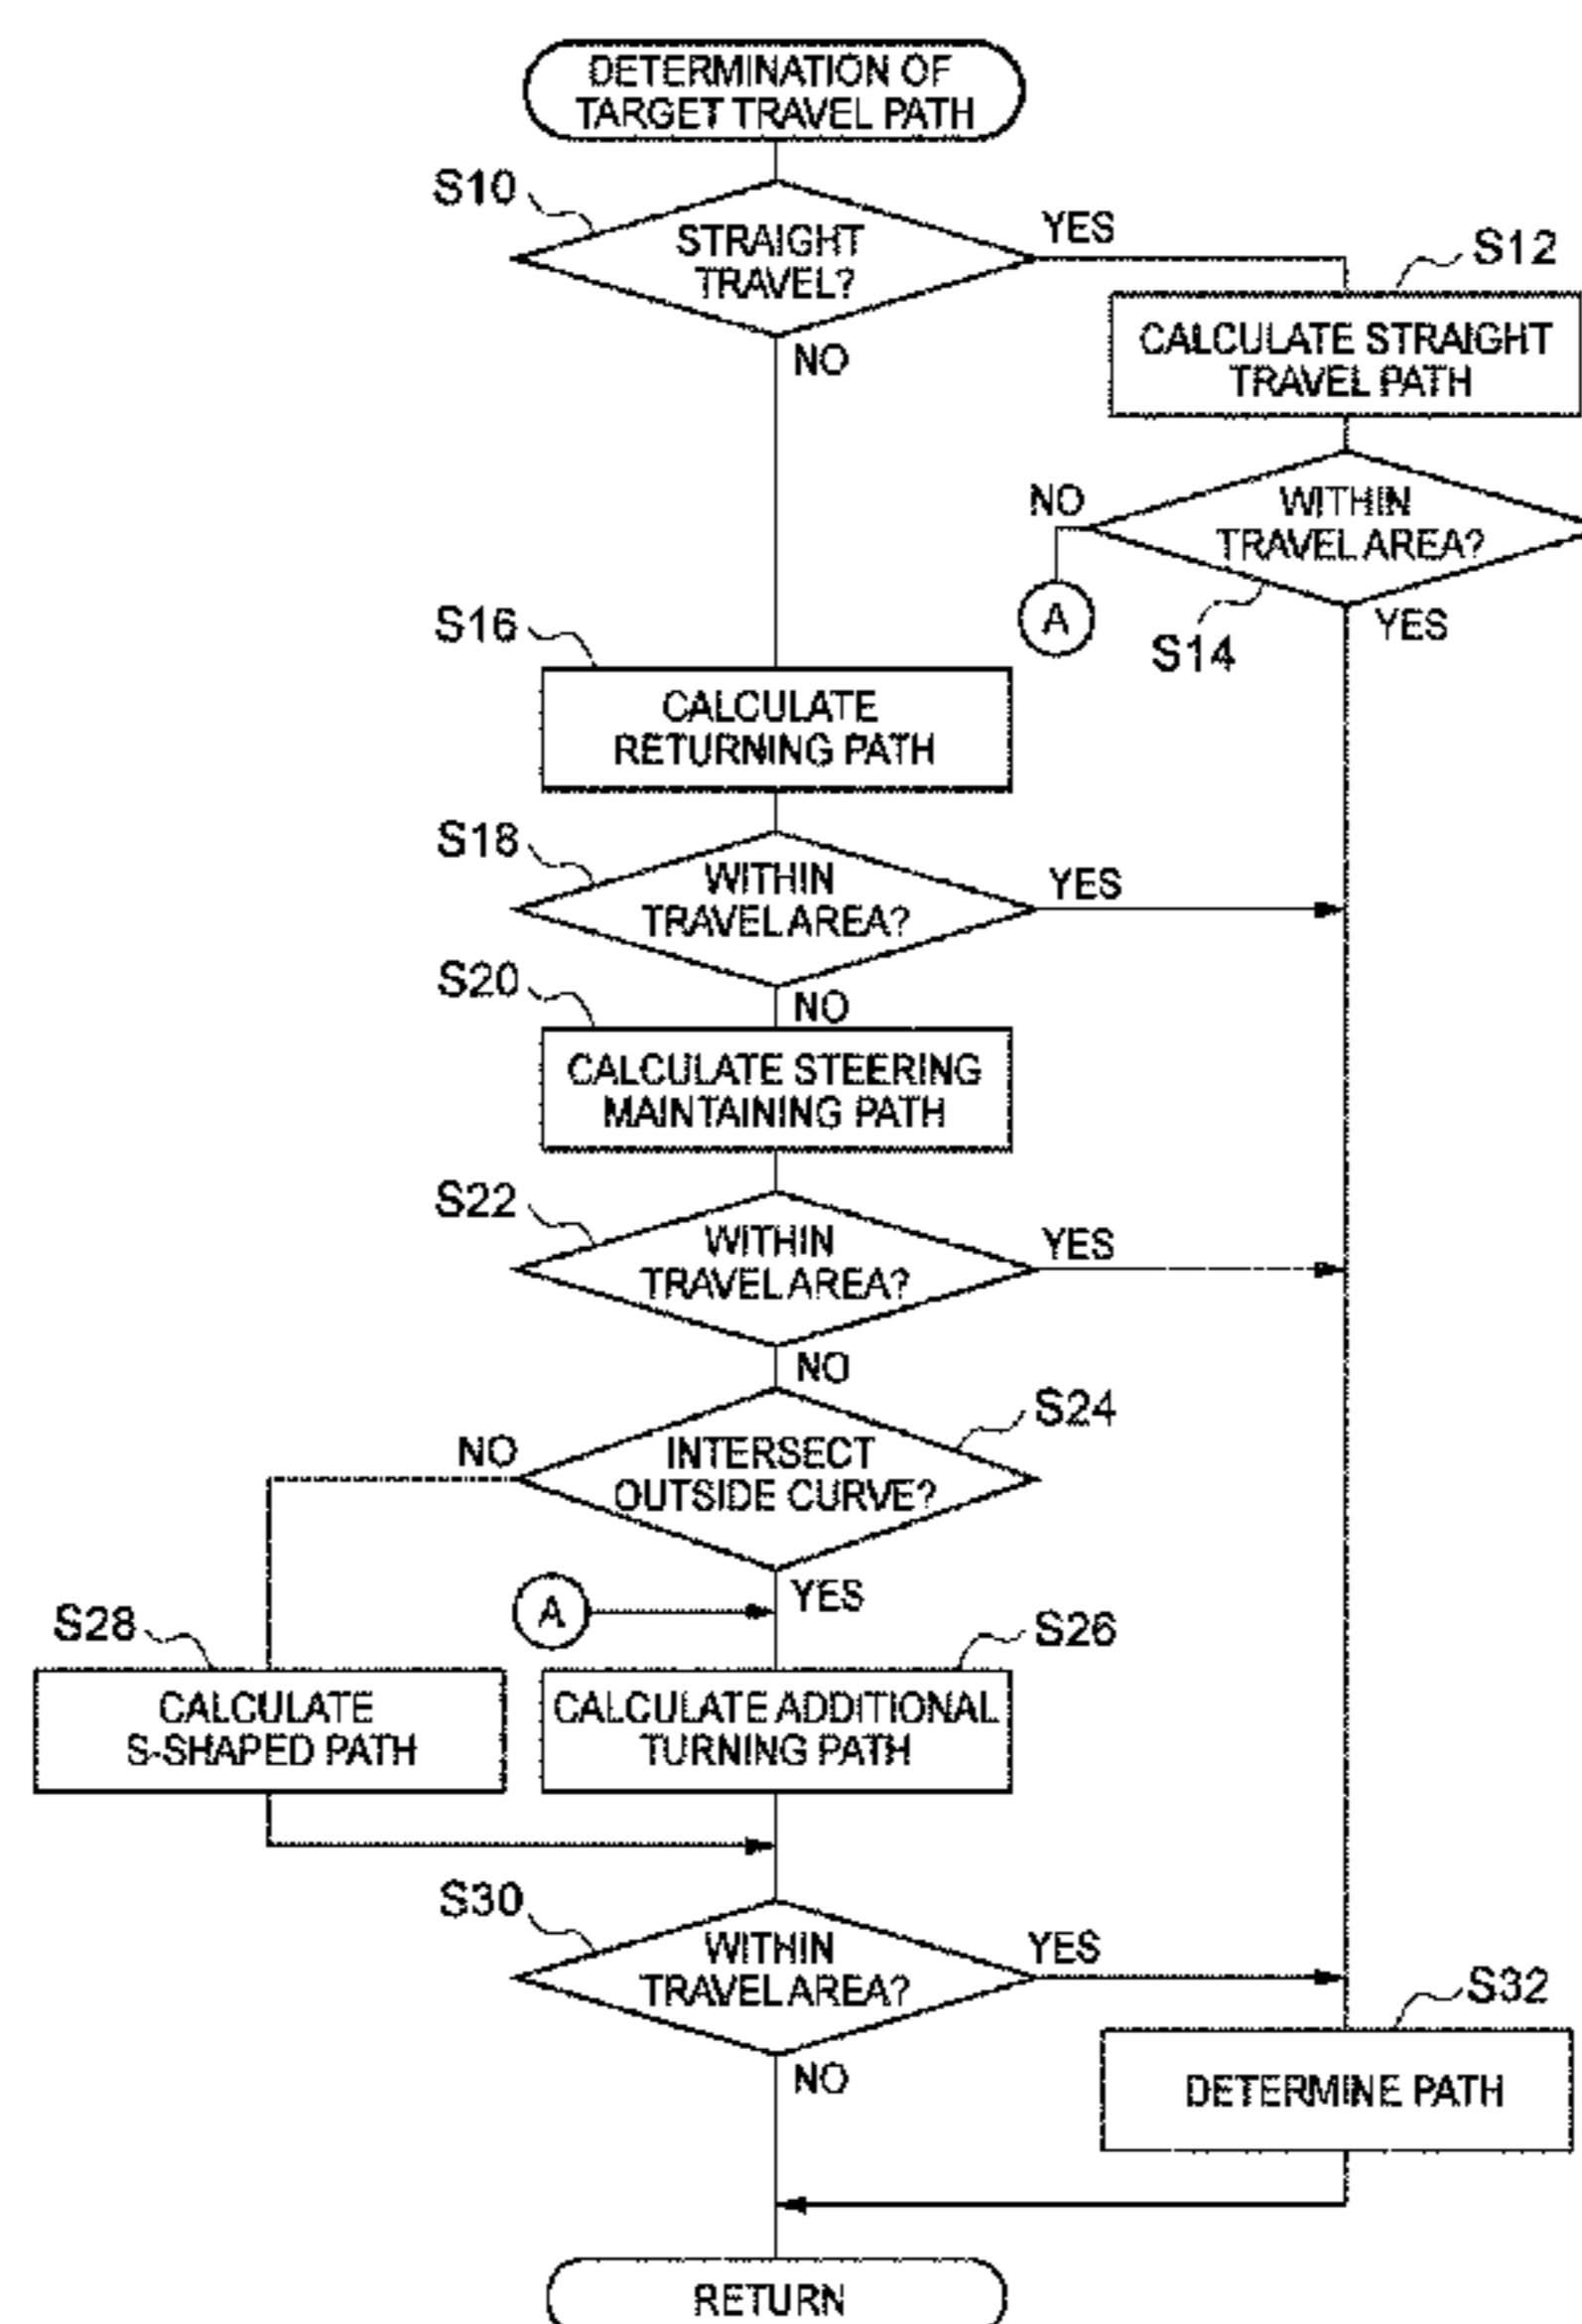 DETERMINATION OF
TARGET TRAVEL PATH
S10
STRAIGHT
TRAVEL?
YES
NO
S12
CALCULATE STRAIGHT
TRAVEL PATH
NO
WITHIN
TRAVEL AREA?
A
S14
YES
S16
CALCULATE
RETURNING PATH
S18
WITHIN
TRAVEL AREA?
YES
NO
S20
CALCULATE STEERING
MAINTAINING PATH
S22
WITHIN
TRAVEL AREA?
YES
NO
S24
NO
INTERSECT
OUTSIDE CURVE?
YES
A
S28
CALCULATE
S-SHAPED PATH
S26
CALCULATE ADDITIONAL
TURNING PATH
S30
WITHIN
TRAVEL AREA?
YES
NO
S32
DETERMINE PATH
RETURN